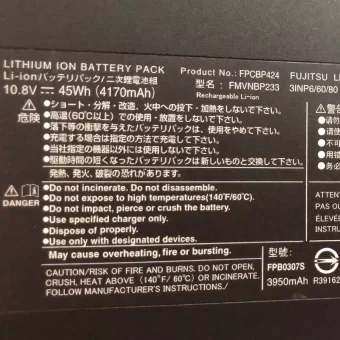 LITHIUM ION BATTERY PACK
Product No.: FPCBP424
FUJITSU LI
Li-ionバッテリパック/二次鋰電池組
Model No.: FMVNBP233
3INP6/60/80
10.8V 45Wh (4170mAh)
Rechargeable Li-ion
危険
●ショート・分解・改造、火中への投下・加熱をしないで下さい。
●高温(60℃以上)での使用・放置をしないで下さい。
●落下等の衝撃を与えたバッテリパックは、使用をやめて下さい。
●充電する場合は指定の方法で充電して下さい。
●当社指定の機器以外には使用しないで下さい。
●駆動時間の短くなったバッテリパックは新しいものと交換して下さい。
発熱、発火、破裂の恐れがあります。
警告
DANGER
●Do not incinerate. Do not disassemble.
●Do not expose to high temperatures(140°F/60℃)
●Do not impact, pierce or crush the battery.
●Use specified charger only.
●Dispose of properly.
●Use only with designated devices.
May cause overheating, fire or bursting.
ATTENTION
CAUTION/RISK OF FIRE AND BURNS. DO NOT OPEN,
CRUSH, HEAT ABOVE (140°F/ 60℃) OR INCINERATE.
Follow Manufacturer's Instructions./
型號:
FPB0307S
3950mAh
R39162